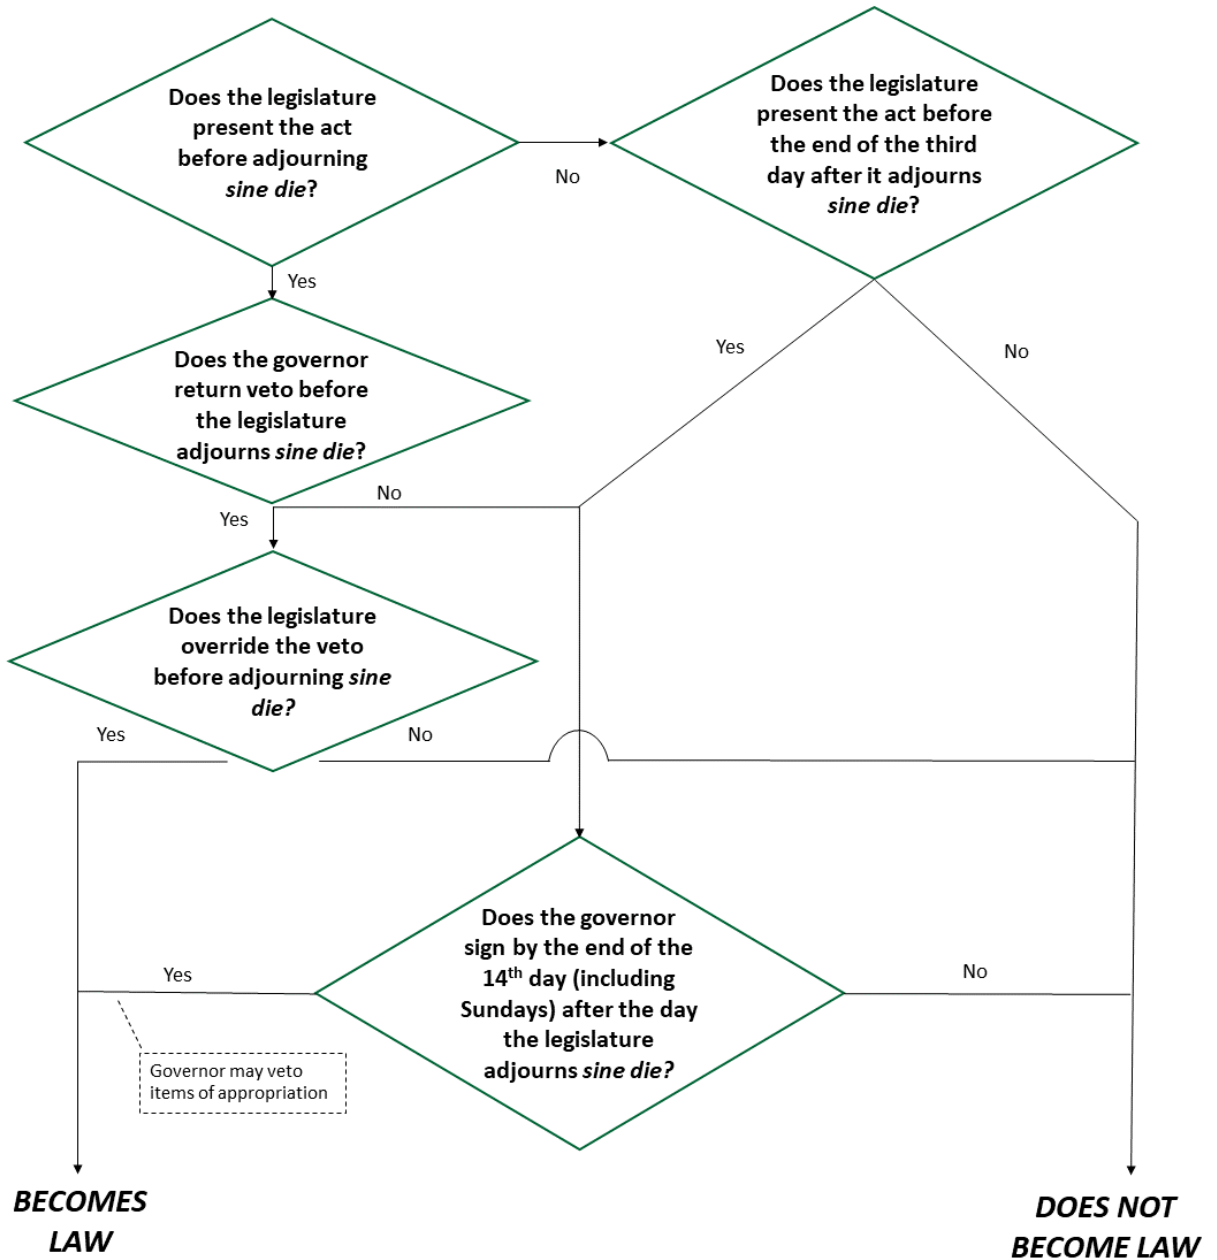 Does the legislature
present the act
before adjourning
sine die?
No
Does the legislature
present the act before
the end of the third
day after it adjourns
sine die?
Yes
Does the governor
return veto before
the legislature
adjourns sine die?
Yes
No
No
Yes
Does the legislature
override the veto
before adjourning sine
die?
Yes
No
Does the governor
sign by the end of the
14th day (including
Sundays) after the day
the legislature
adjourns sine die?
Yes
No
Governor may veto
items of appropriation
BECOMES
LAW
DOES NOT
BECOME LAW